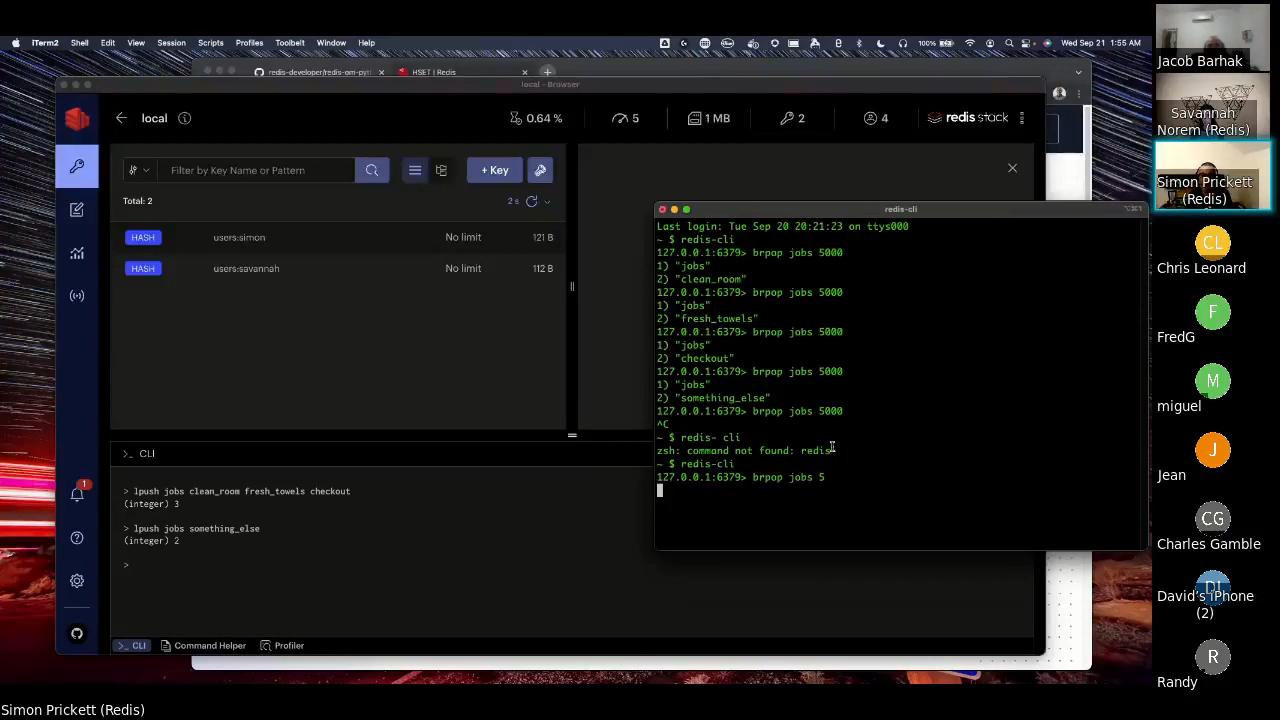 iTerm2 Shell Edit View Session Scripts Profiles Toolbelt Window Help 100% Wed Sep 21 1:55 AM
redis-developer/redis-om-pyt
HSET | Redis
local - Browser
local
0.64 %
5
1 MB
2
4
redis stack
Filter by Key Name or Pattern
+ Key
Total: 2
2 s
HASH users:simon No limit 121 B
HASH users:savannah No limit 112 B
>_ CLI
> lpush jobs clean_room fresh_towels checkout
(integer) 3
> lpush jobs something_else
(integer) 2
>
1
>_ CLI Command Helper Profiler
redis-cli
Last login: Tue Sep 20 20:21:23 on ttys000
~ $ redis-cli
127.0.0.1:6379> brpop jobs 5000
1) "jobs"
2) "clean_room"
127.0.0.1:6379> brpop jobs 5000
1) "jobs"
2) "fresh_towels"
127.0.0.1:6379> brpop jobs 5000
1) "jobs"
2) "checkout"
127.0.0.1:6379> brpop jobs 5000
1) "jobs"
2) "something_else"
127.0.0.1:6379> brpop jobs 5000
^C
~ $ redis- cli
zsh: command not found: redis-
~ $ redis-cli
127.0.0.1:6379> brpop jobs 5
Jacob Barhak
Savannah
Norem (Redis)
Simon Prickett
(Redis)
CL
Chris Leonard
F
FredG
M
miguel
J
Jean
CG
Charles Gamble
DI
David's iPhone
(2)
R
Randy
Simon Prickett (Redis)